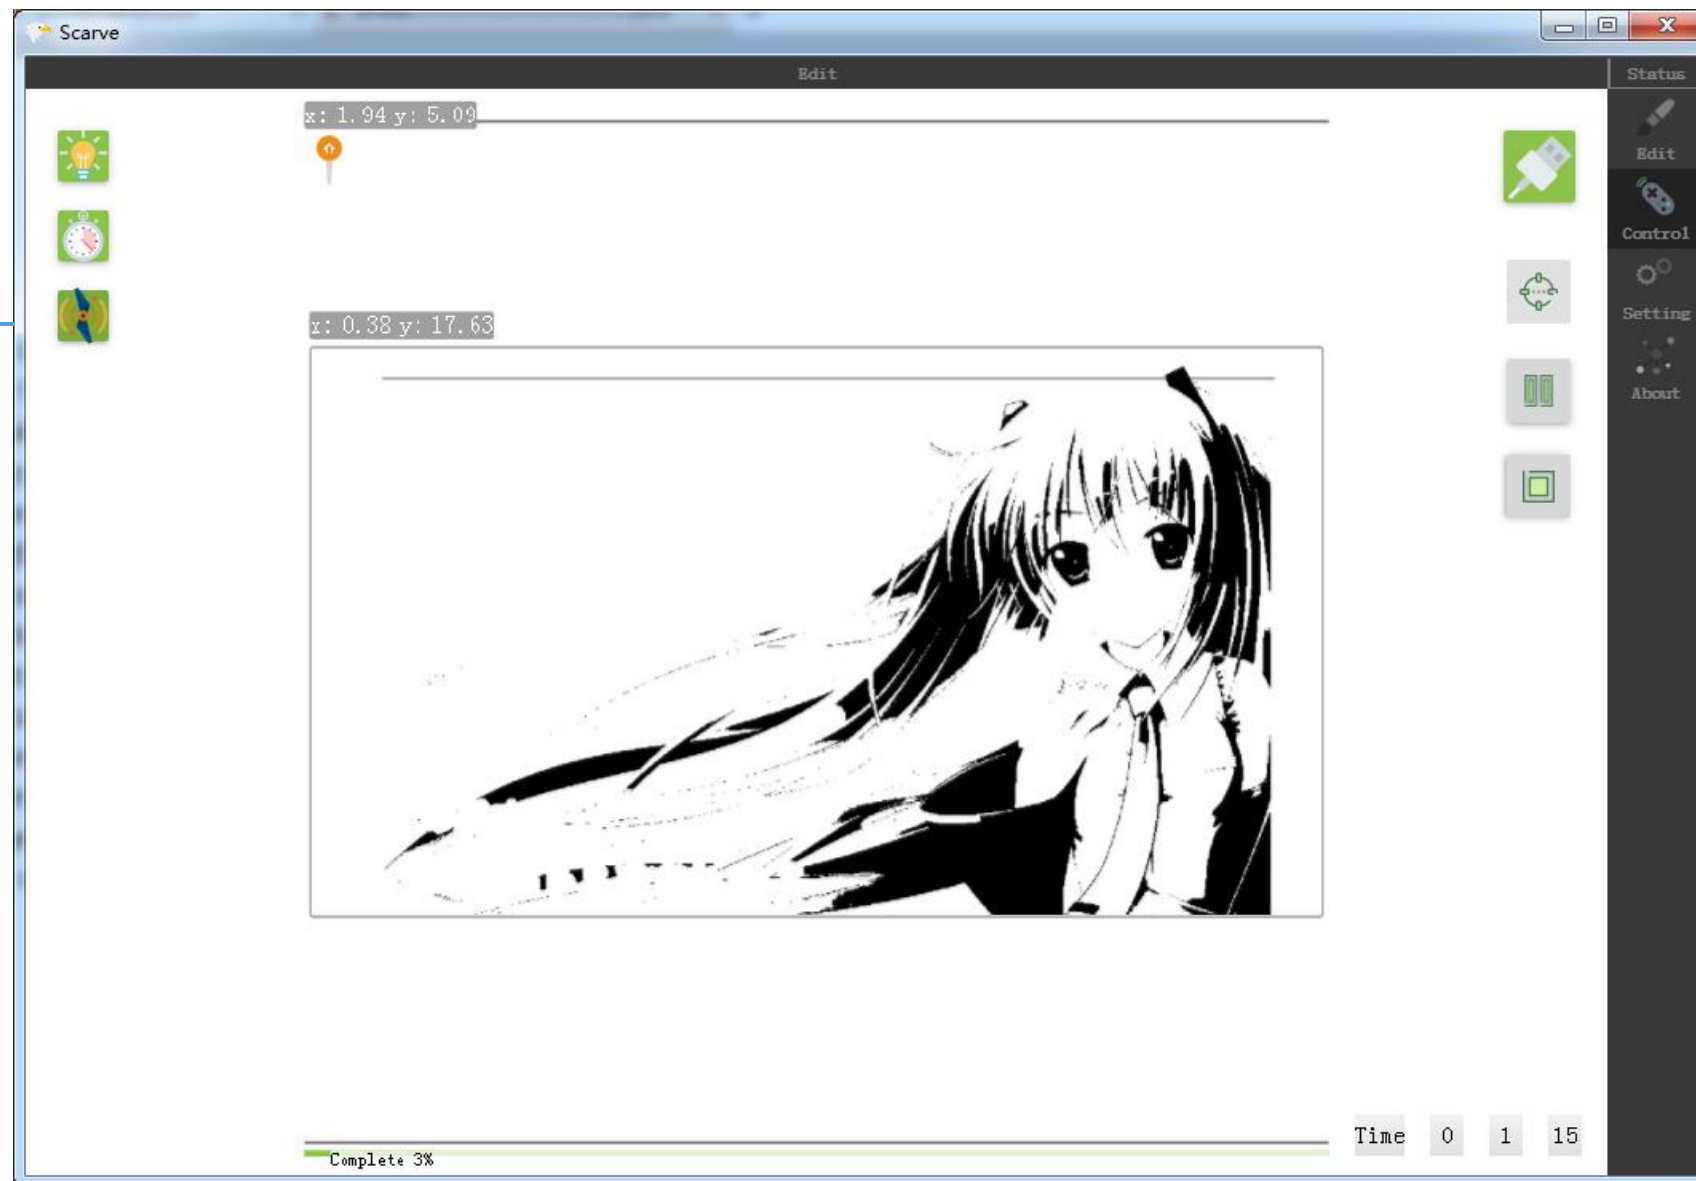 Scarve
Edit
Status
x: 1.94 y: 5.09
Edit
Control
x: 0.38 y: 17.63
Setting
About
Time 0 1 15
Complete 3%